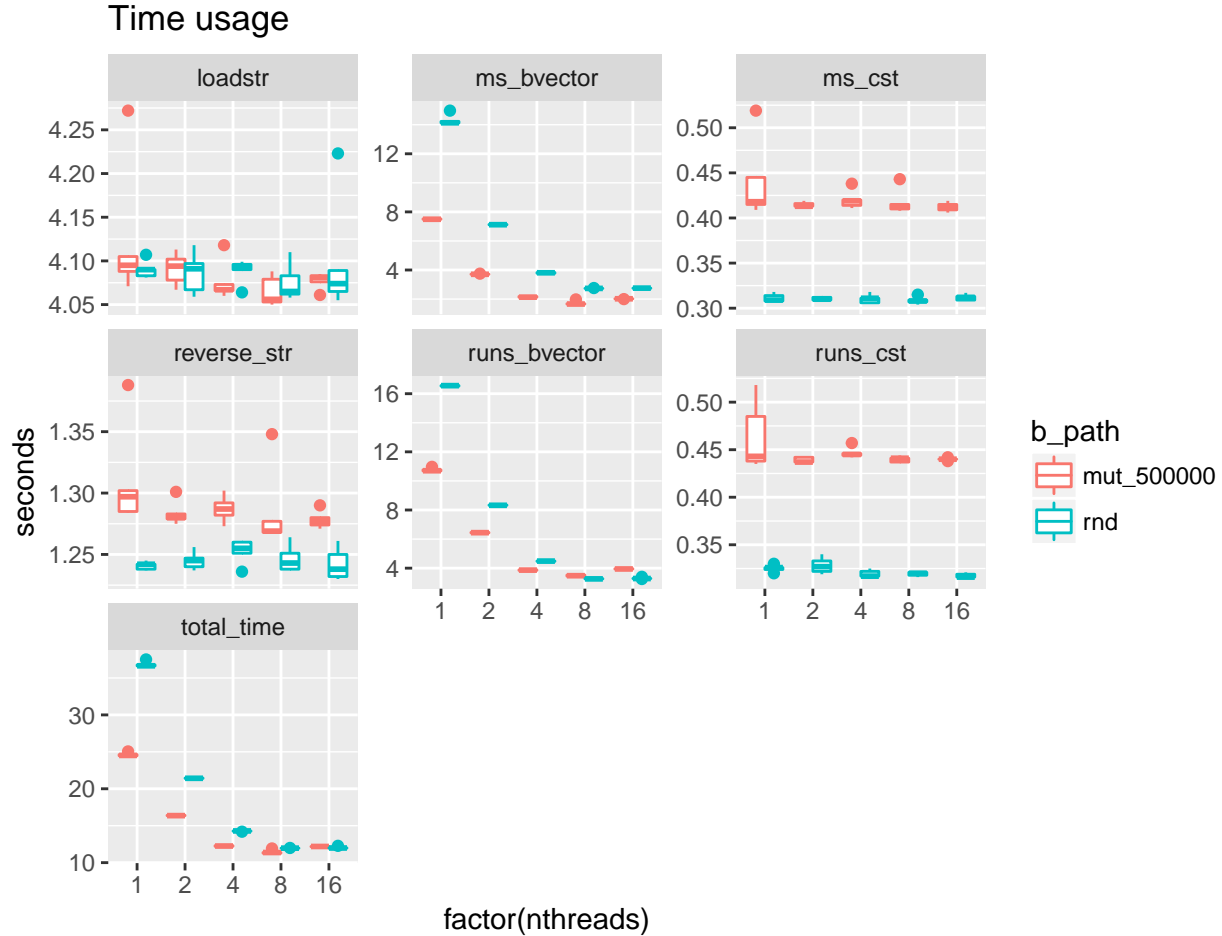 Time usage
loadstr
ms_bvector
ms_cst
4.25
4.20
4.15
4.10
4.05
12
8
4
0.50
0.45
0.40
0.35
0.30
reverse_str
runs_bvector
runs_cst
1.35
1.30
1.25
16
12
8
4
0.50
0.45
0.40
0.35
1 2 4 8 16
1 2 4 8 16
total_time
30
20
10
1 2 4 8 16
seconds
factor(nthreads)
b_path
mut_500000
rnd